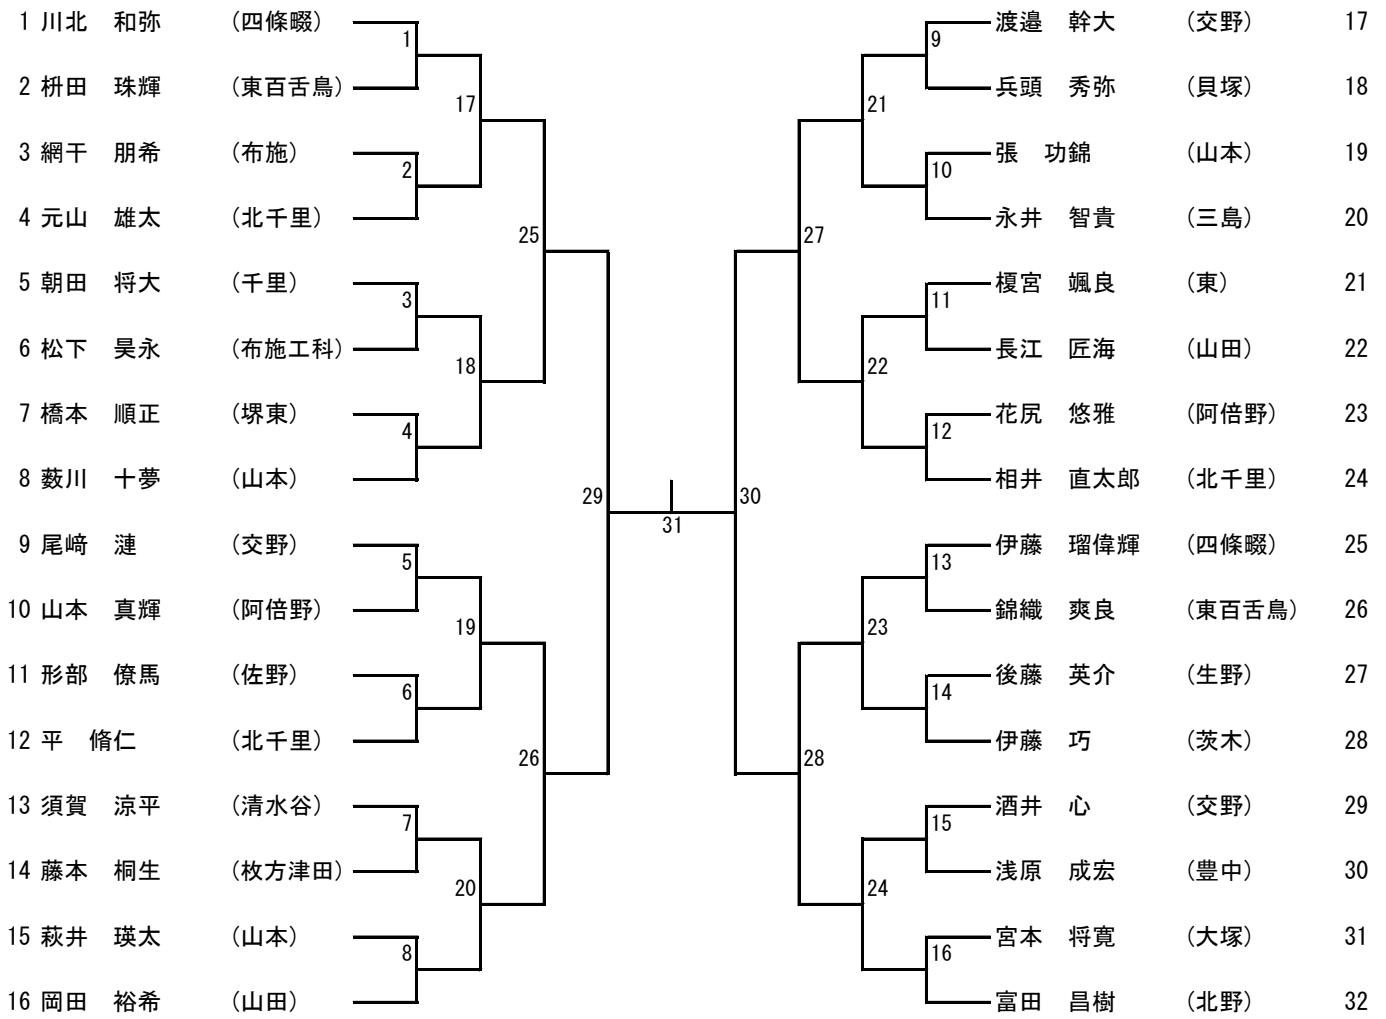 1 川北　和弥　（四條畷）
2 枡田　珠輝　（東百舌鳥）
3 網干　朋希　（布施）
4 元山　雄太　（北千里）
5 朝田　将大　（千里）
6 松下　昊永　（布施工科）
7 橋本　順正　（堺東）
8 薮川　十夢　（山本）
9 尾﨑　漣　（交野）
10 山本　真輝　（阿倍野）
11 形部　僚馬　（佐野）
12 平　脩仁　（北千里）
13 須賀　涼平　（清水谷）
14 藤本　桐生　（枚方津田）
15 萩井　瑛太　（山本）
16 岡田　裕希　（山田）
1
2
3
4
5
6
7
8
17
18
19
20
25
26
29
31
30
27
28
21
22
23
24
9
10
11
12
13
14
15
16
渡邉　幹大　（交野）　17
兵頭　秀弥　（貝塚）　18
張　功錦　（山本）　19
永井　智貴　（三島）　20
榎宮　颯良　（東）　21
長江　匠海　（山田）　22
花尻　悠雅　（阿倍野）　23
相井　直太郎　（北千里）　24
伊藤　瑠偉輝　（四條畷）　25
錦織　爽良　（東百舌鳥）　26
後藤　英介　（生野）　27
伊藤　巧　（茨木）　28
酒井　心　（交野）　29
浅原　成宏　（豊中）　30
宮本　将寛　（大塚）　31
富田　昌樹　（北野）　32